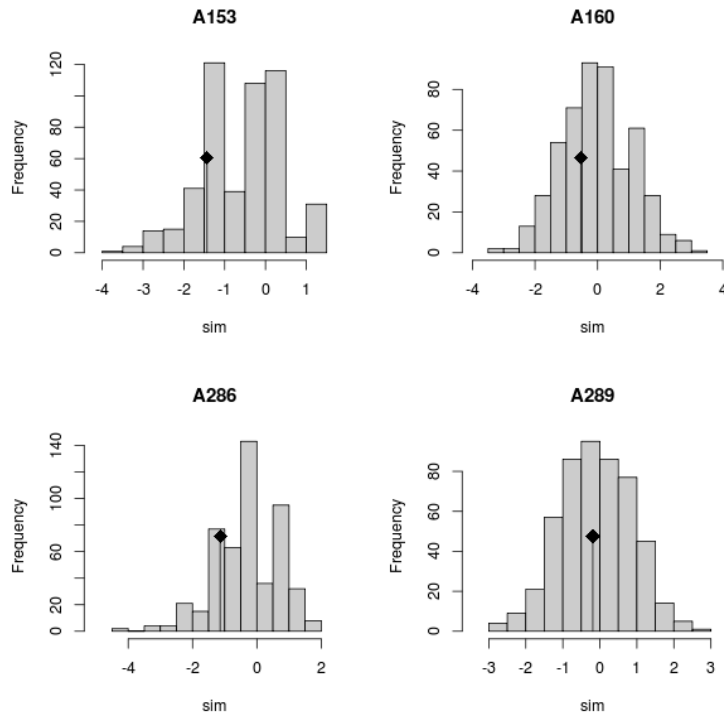 A153
A160
Frequency
0 20 40 60 80 120
-4 -3 -2 -1 0 1
sim
Frequency
0 20 40 60 80
-2 0 2 4
sim
A286
A289
Frequency
0 20 60 100 140
-4 -2 0 2
sim
Frequency
0 20 40 60 80
-3 -2 -1 0 1 2 3
sim